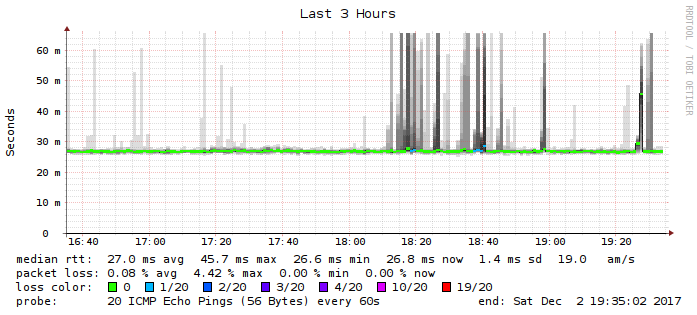 Last 3 Hours
RRDTOOL / TOBI OETIKER
Seconds
60 m
50 m
40 m
30 m
20 m
10 m
0
16:40 17:00 17:20 17:40 18:00 18:20 18:40 19:00 19:20
median rtt: 27.0 ms avg 45.7 ms max 26.6 ms min 26.8 ms now 1.4 ms sd 19.0 am/s
packet loss: 0.08 % avg 4.42 % max 0.00 % min 0.00 % now
loss color: 0 1/20 2/20 3/20 4/20 10/20 19/20
probe: 20 ICMP Echo Pings (56 Bytes) every 60s end: Sat Dec 2 19:35:02 2017